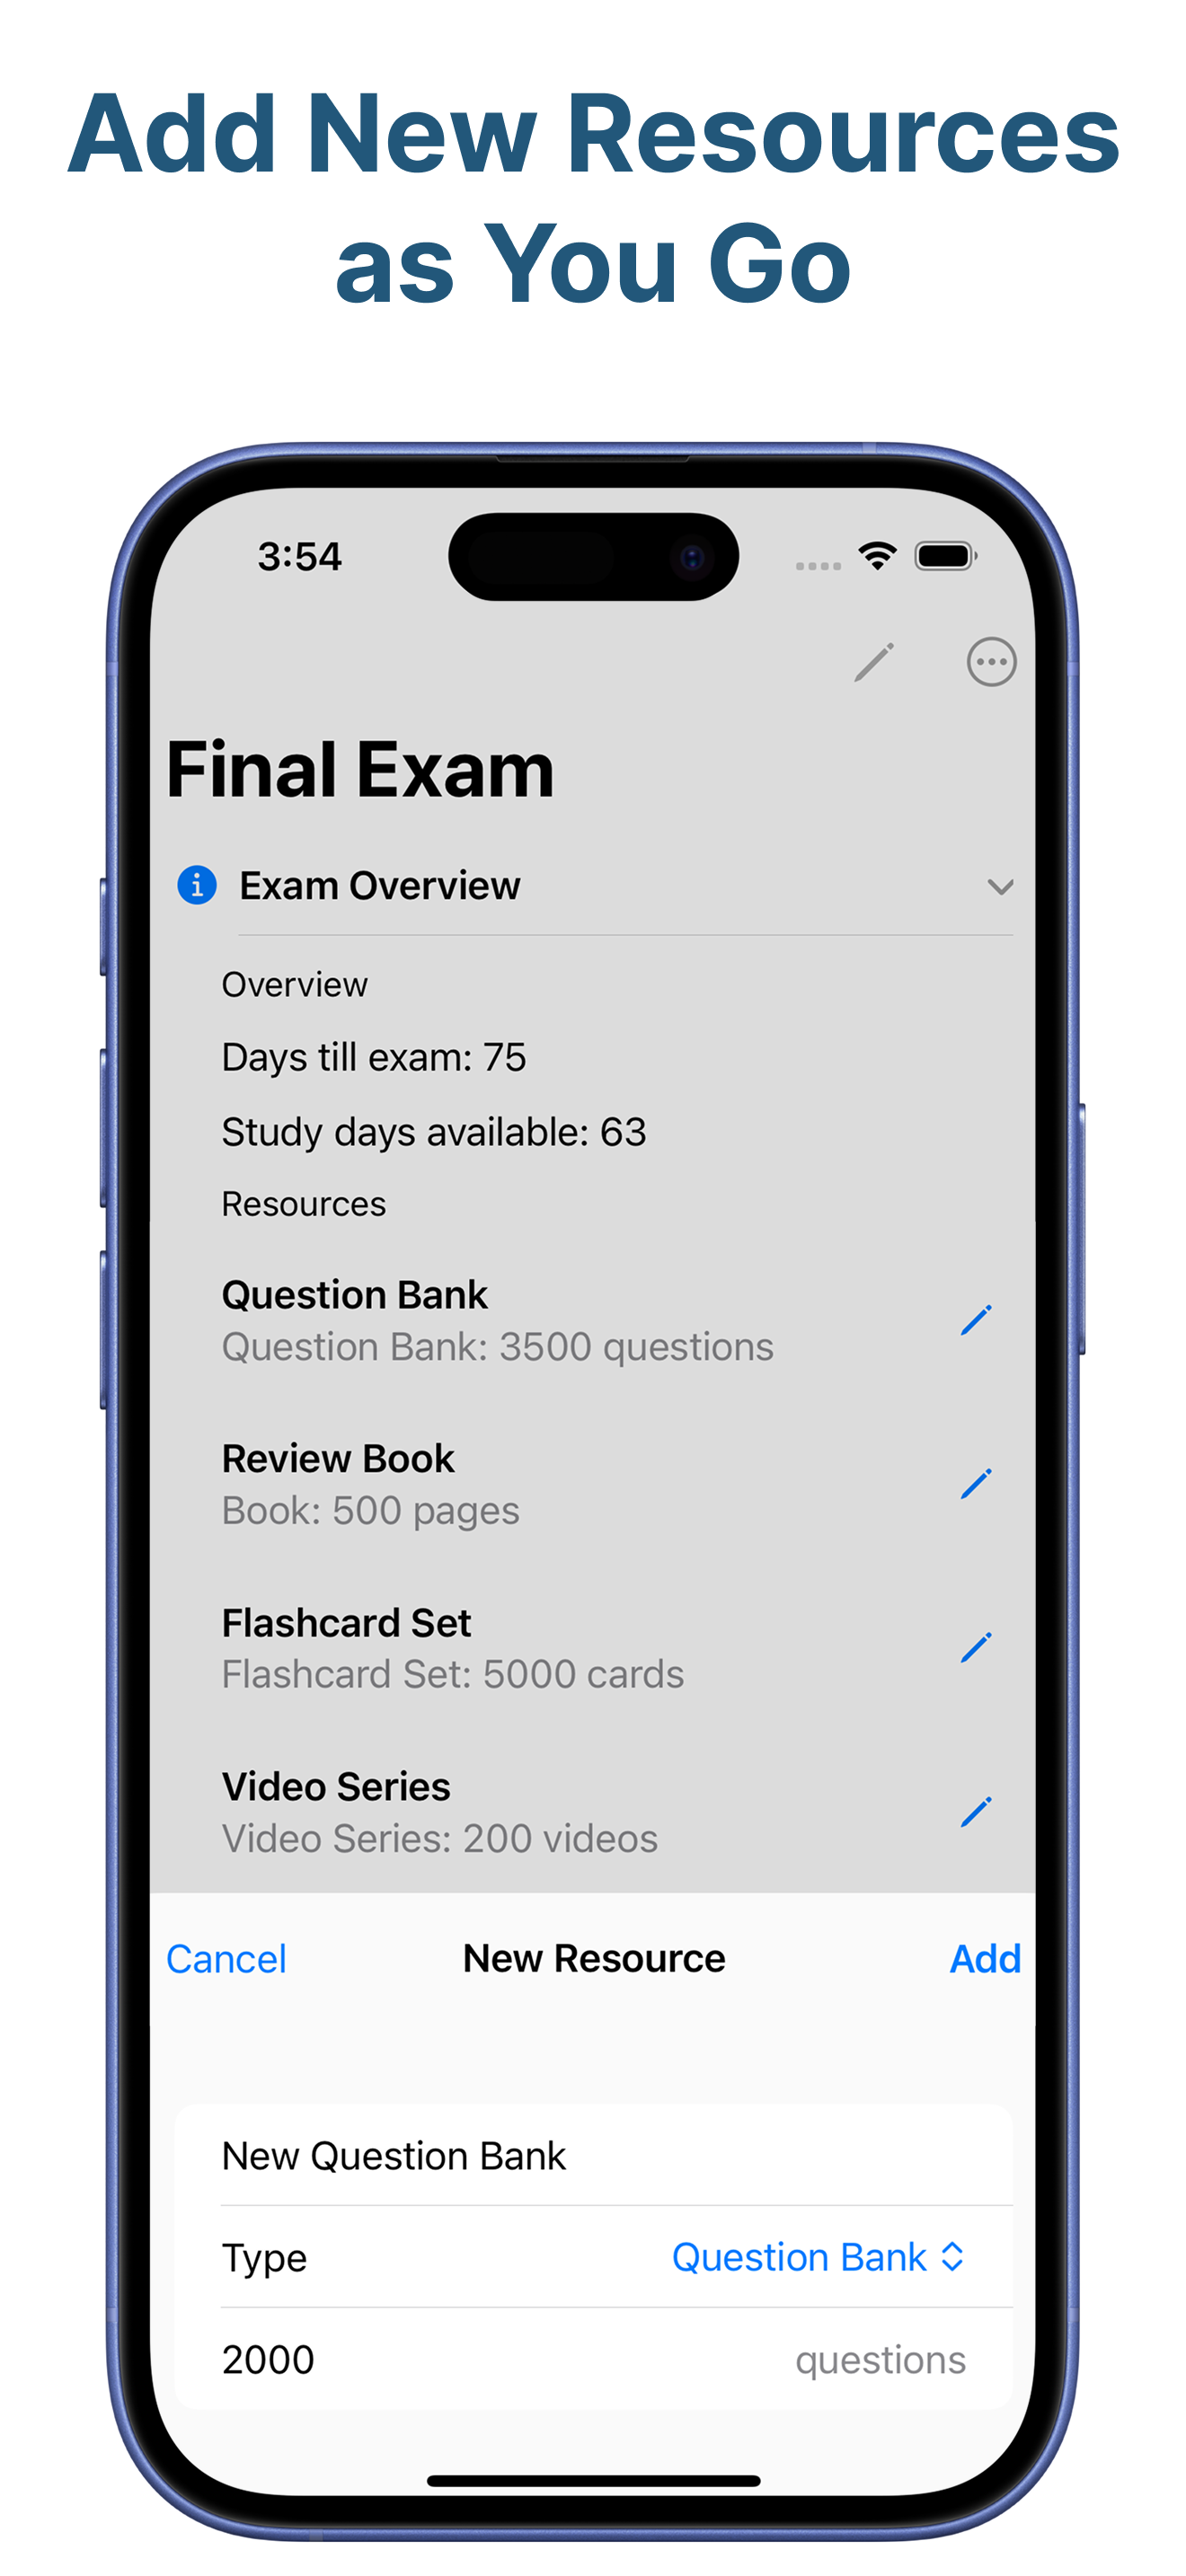 Add New Resources
as You Go
3:54
Final Exam
Exam Overview
Overview
Days till exam: 75
Study days available: 63
Resources
Question Bank
Question Bank: 3500 questions
Review Book
Book: 500 pages
Flashcard Set
Flashcard Set: 5000 cards
Video Series
Video Series: 200 videos
Cancel New Resource Add
New Question Bank
Type Question Bank
2000 questions